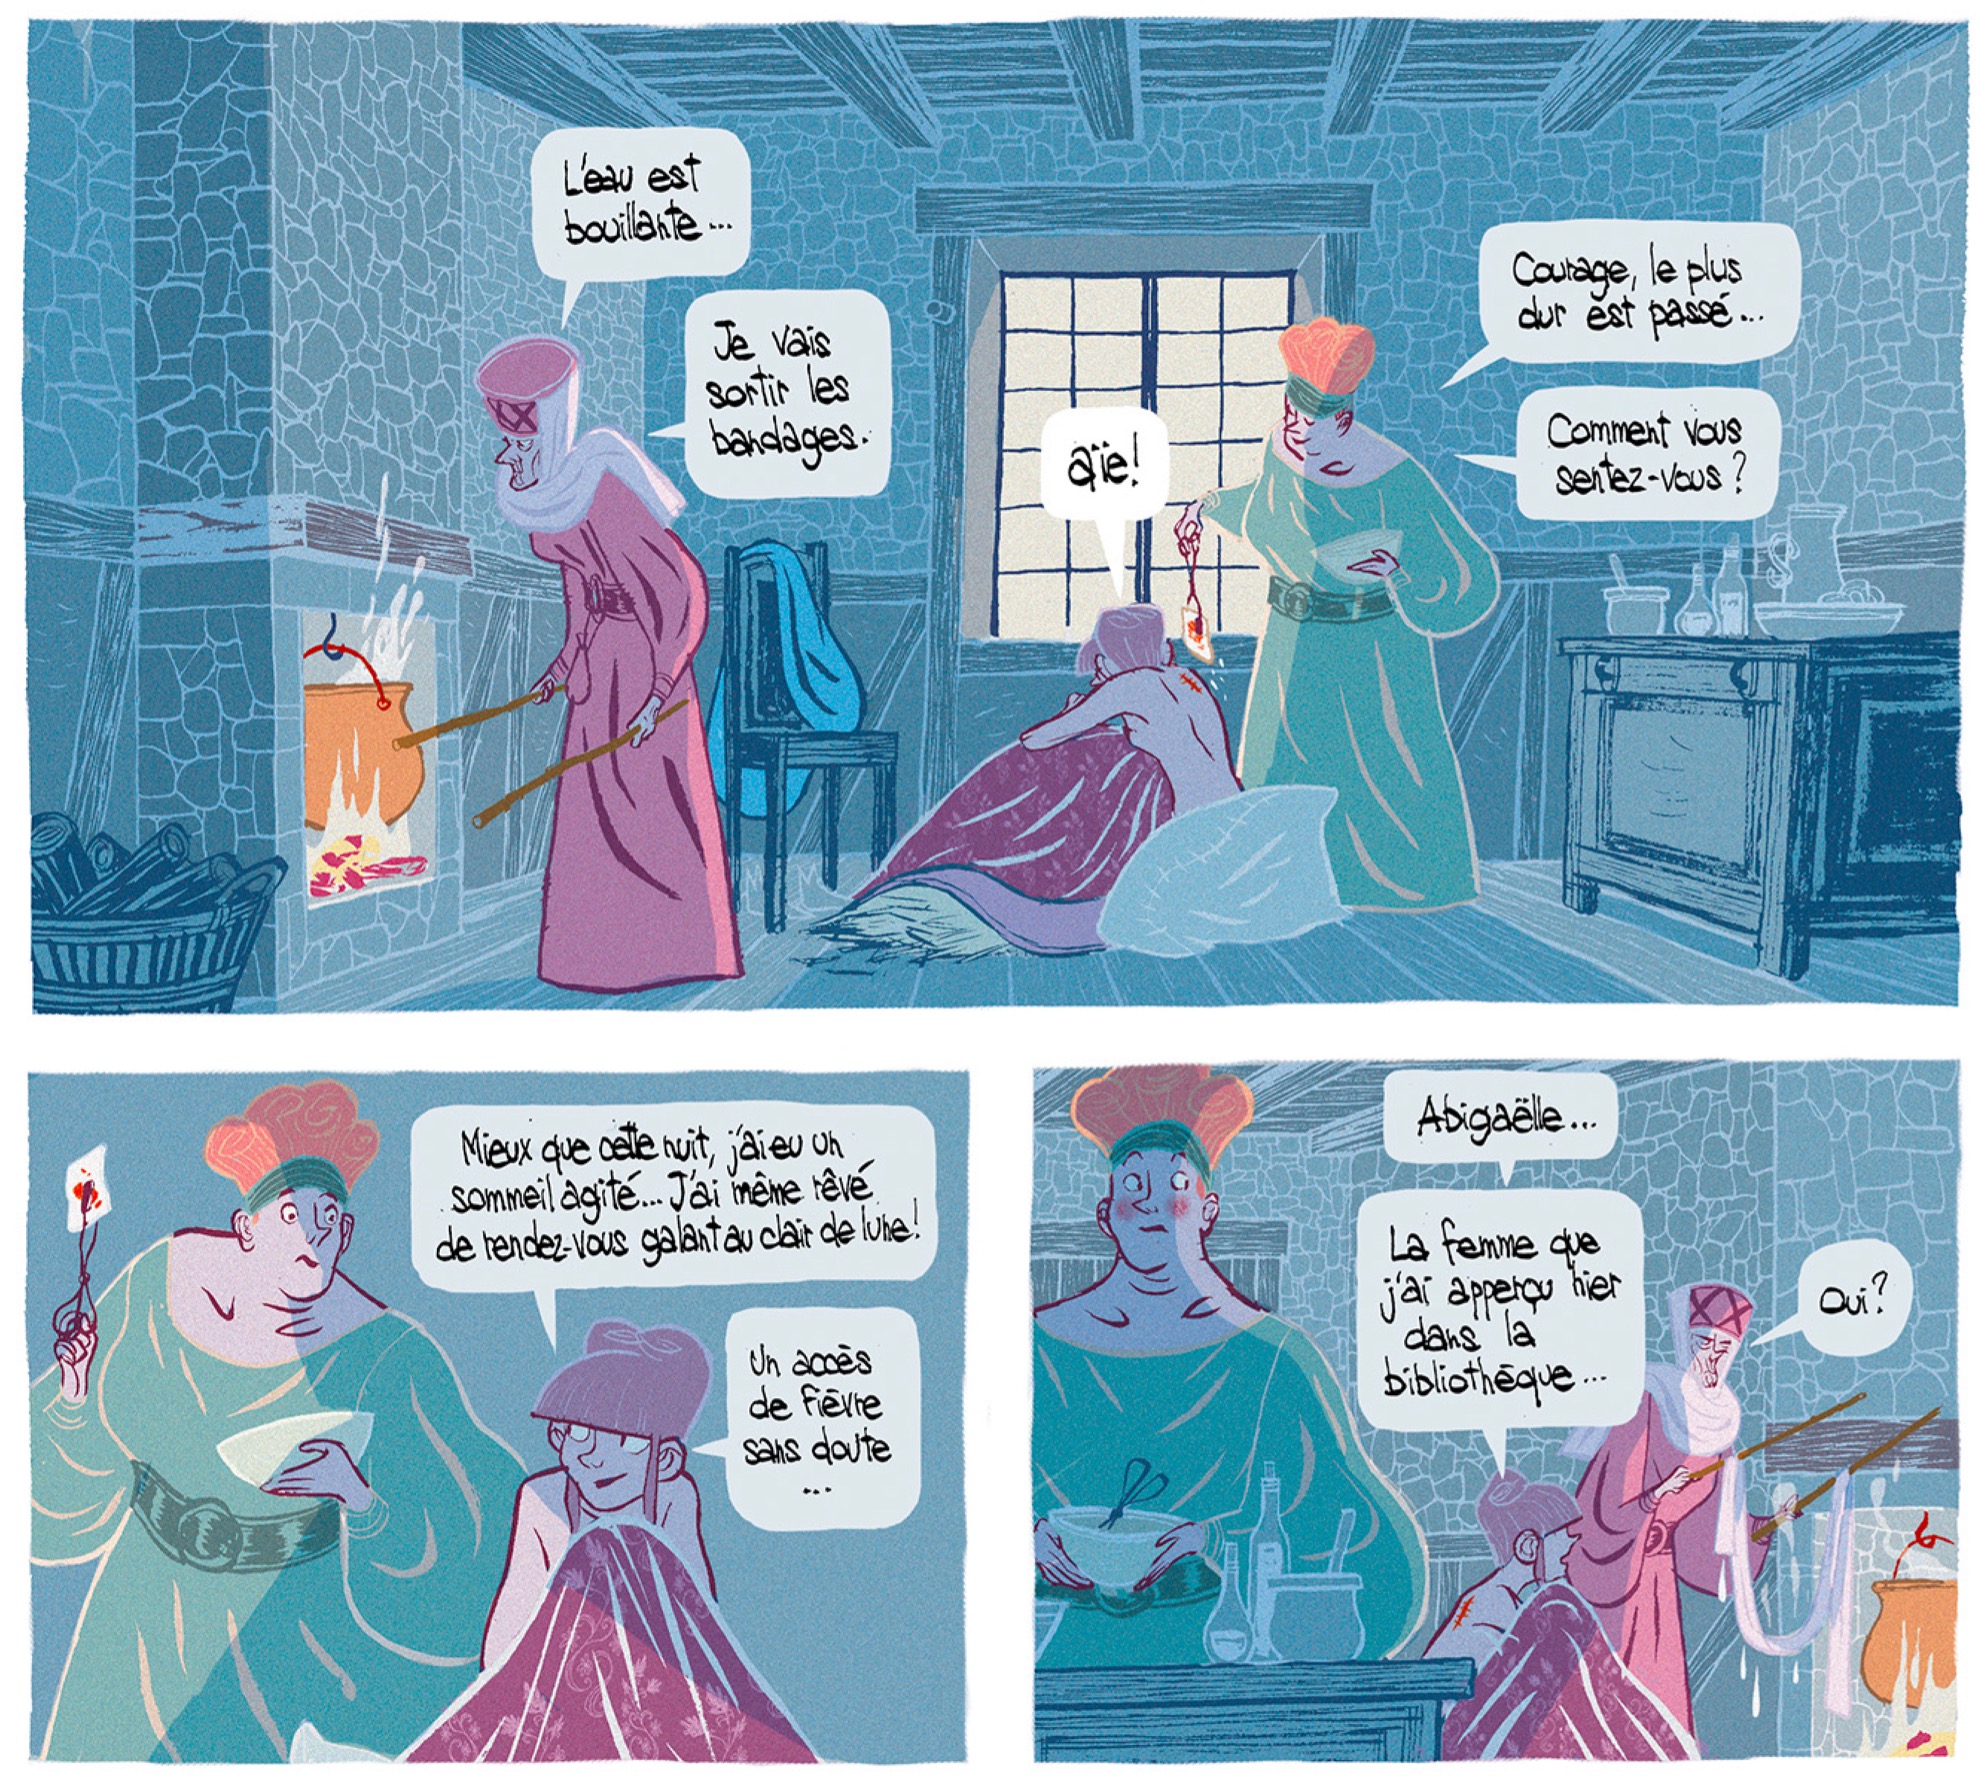 L'eau est
bouillante...
Je vais
sortir les
bandages.
aïe!
Courage, le plus
dur est passé...
Comment vous
sentez-vous ?
Mieux que cette nuit, j'ai eu un
sommeil agité... J'ai même rêvé
de rendez-vous galant au clair de lune !
Un accès
de fièvre
sans doute
...
Abigaëlle...
La femme que
j'ai apperçu hier
dans la
bibliothéque...
Oui ?